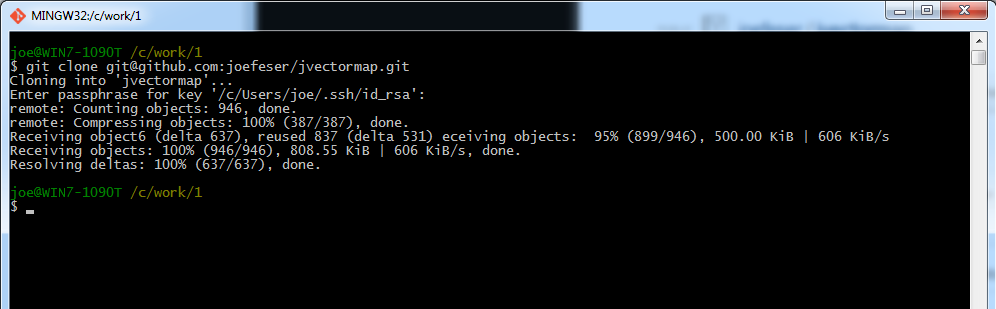 MINGW32:/c/work/1
joe@WIN7-1090T /c/work/1
$ git clone git@github.com:joefeser/jvectormap.git
Cloning into 'jvectormap'...
Enter passphrase for key '/c/Users/joe/.ssh/id_rsa':
remote: Counting objects: 946, done.
remote: Compressing objects: 100% (387/387), done.
Receiving object6 (delta 637), reused 837 (delta 531) eceiving objects:  95% (899/946), 500.00 KiB | 606 KiB/s
Receiving objects: 100% (946/946), 808.55 KiB | 606 KiB/s, done.
Resolving deltas: 100% (637/637), done.
joe@WIN7-1090T /c/work/1
$